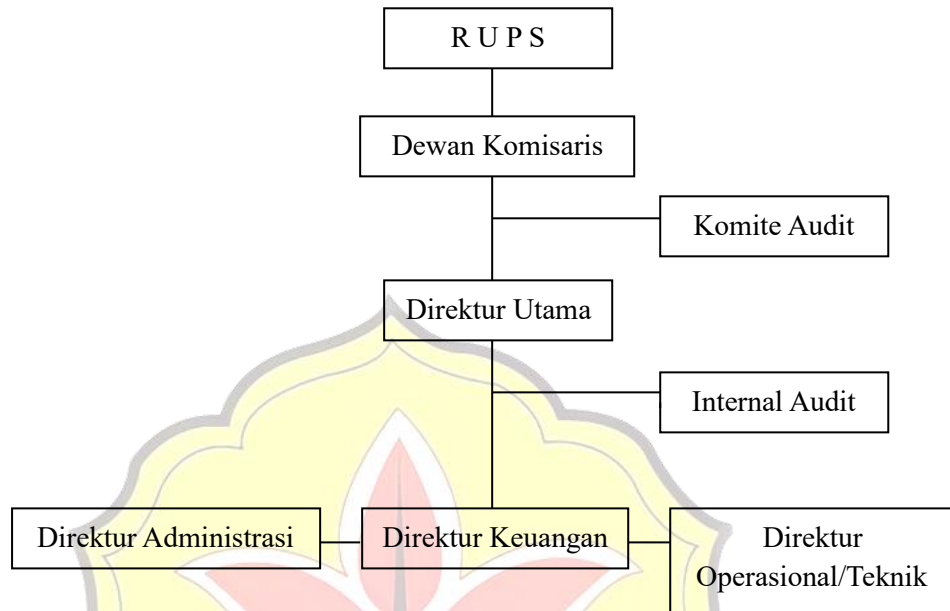 R U P S
Dewan Komisaris
Komite Audit
Direktur Utama
Internal Audit
Direktur Administrasi
Direktur Keuangan
Direktur
Operasional/Teknik